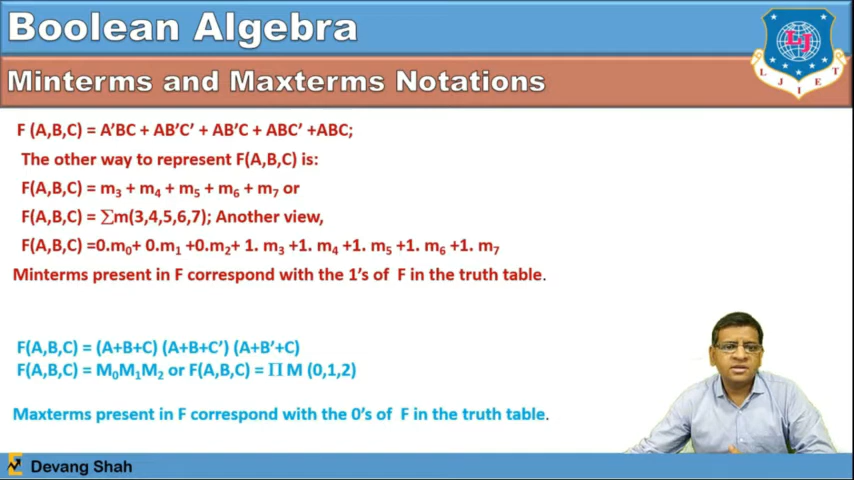 Boolean Algebra
Minterms and Maxterms Notations
L J
L J I E T
F (A,B,C) = A'BC + AB'C' + AB'C + ABC' +ABC;
The other way to represent F(A,B,C) is:
F(A,B,C) = m₃ + m₄ + m₅ + m₆ + m₇ or
F(A,B,C) = ∑m(3,4,5,6,7); Another view,
F(A,B,C) =0.m₀+ 0.m₁ +0.m₂+ 1. m₃ +1. m₄ +1. m₅ +1. m₆ +1. m₇
Minterms present in F correspond with the 1's of F in the truth table.
F(A,B,C) = (A+B+C) (A+B+C') (A+B'+C)
F(A,B,C) = M₀M₁M₂ or F(A,B,C) = Π M (0,1,2)
Maxterms present in F correspond with the 0's of F in the truth table.
Devang Shah